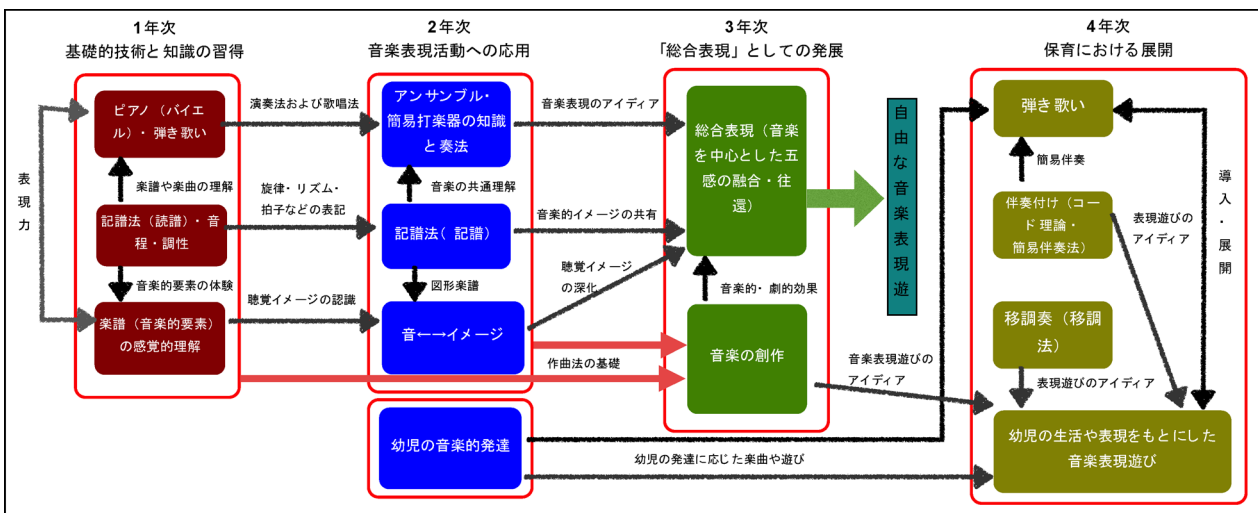 1年次
基礎的技術と知識の習得
2年次
音楽表現活動への応用
3年次
「総合表現」としての発展
4年次
保育における展開
表現力
ピアノ（バイエ
ル）・弾き歌い
楽譜や楽曲の理解
記譜法（読譜）・音
程・調性
音楽的要素の体験
楽譜（音楽的要素）
の感覚的理解
演奏法および歌唱法
旋律・リズム・
拍子などの表記
聴覚イメージの認識
アンサンブル・
簡易打楽器の知識
と奏法
音楽の共通理解
記譜法（記譜）
図形楽譜
音←→イメージ
作曲法の基礎
幼児の音楽的発達
音楽表現のアイディア
音楽的イメージの共有
聴覚イメージ
の深化
総合表現（音楽
を中心とした五
感の融合・往
還）
音楽的・劇的効果
音楽の創作
自由な音楽表現遊
音楽表現遊びの
アイディア
幼児の発達に応じた楽曲や遊び
弾き歌い
簡易伴奏
伴奏付け（コー
ド理論・
簡易伴奏法）
表現遊びの
アイディア
移調奏（移調
法）
表現遊びのアイディア
幼児の生活や表現をもとにした
音楽表現遊び
導入・展開